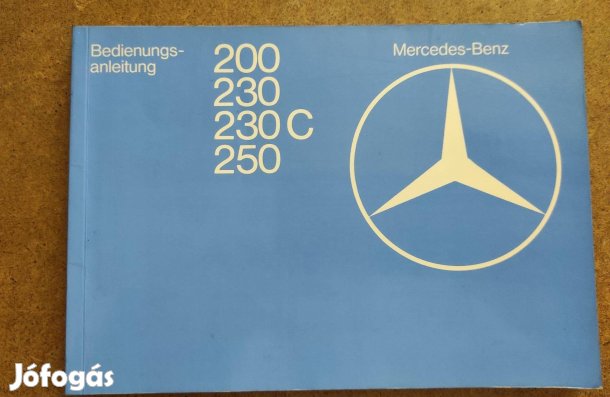 Bedienungs-
anleitung
200
230
230 C
250
Mercedes-Benz
Jófogás